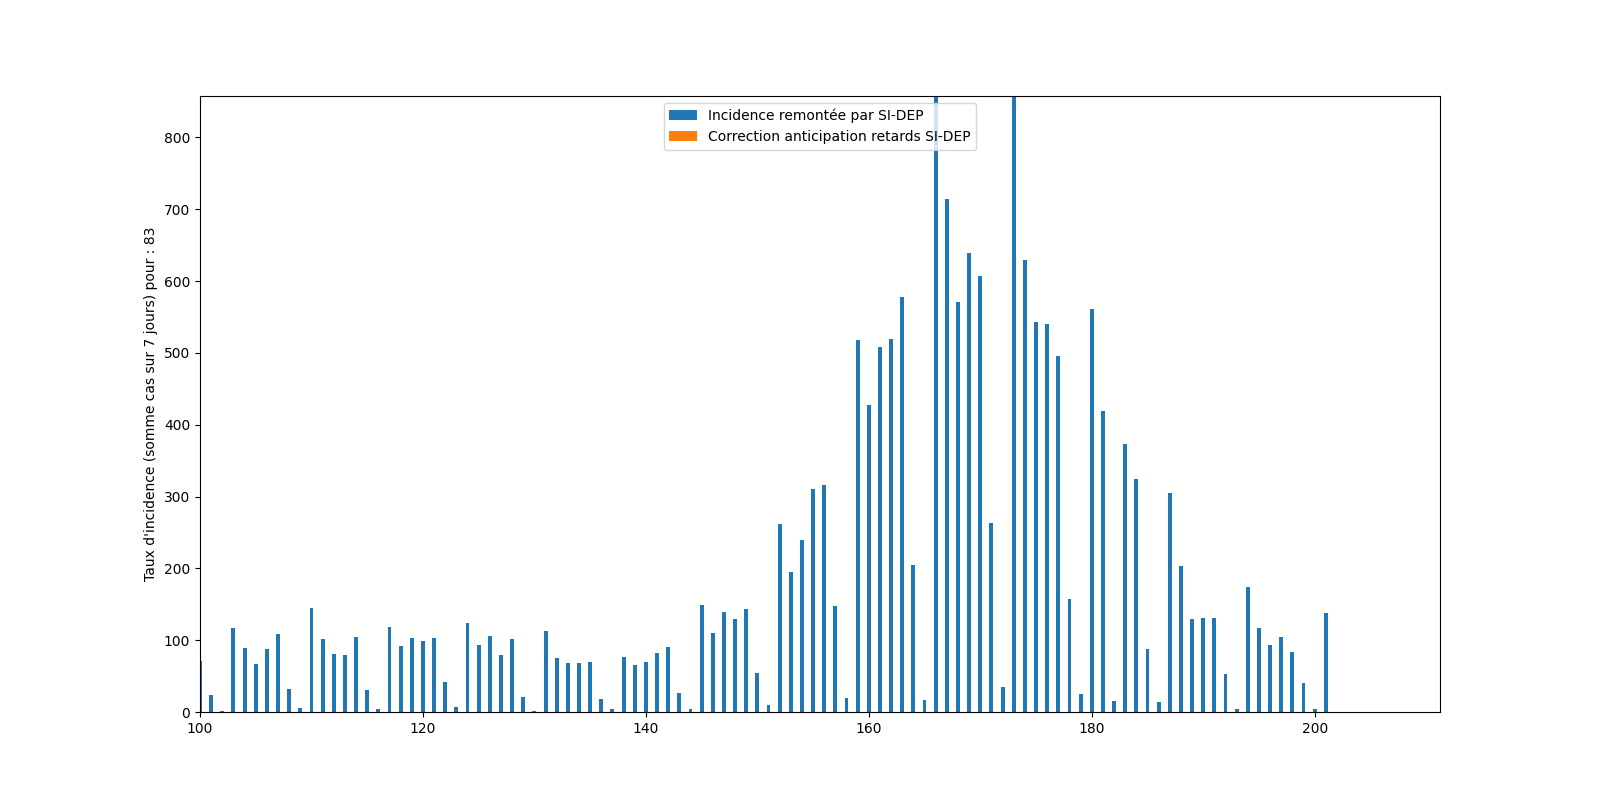 Incidence remontée par SI-DEP
Correction anticipation retards SI-DEP
Taux d'incidence (somme cas sur 7 jours) pour : 83
800
700
600
500
400
300
200
100
0
100 120 140 160 180 200